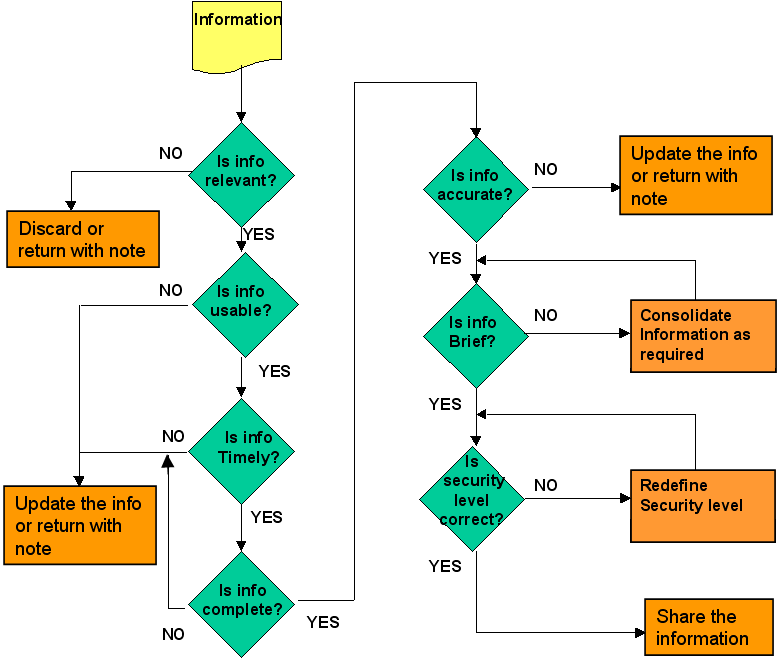 Information
NO
Is info
relevant?
YES
Discard or
return with note
NO
Is info
usable?
YES
NO
Is info
Timely?
YES
Update the info
or return with
note
Is info
complete?
NO
YES
Is info
accurate?
NO
Update the info
or return with
note
YES
Is info
Brief?
NO
Consolidate
Information as
required
YES
Is
security
level
correct?
NO
Redefine
Security level
YES
Share the
information